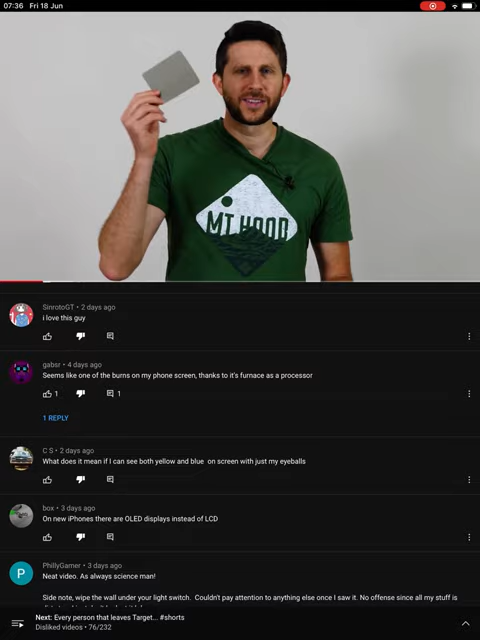 07:36 Fri 18 Jun
MT HOOD
SinrotoGT • 2 days ago
i love this guy
gabsr • 4 days ago
Seems like one of the burns on my phone screen, thanks to it's furnace as a processor
1
1
1 REPLY
C S • 2 days ago
What does it mean if I can see both yellow and blue on screen with just my eyeballs
box • 3 days ago
On new iPhones there are OLED displays instead of LCD
P
PhillyGamer • 3 days ago
Neat video. As always science man!
Side note, wipe the wall under your light switch. Couldn't pay attention to anything else once I saw it. No offense since all my stuff is
Next: Every person that leaves Target... #shorts
Disliked videos • 76/232